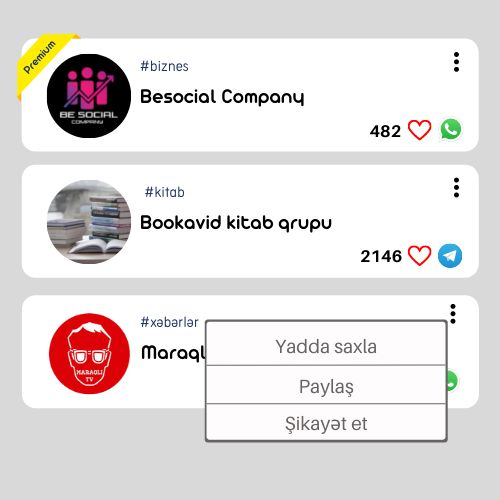 Premium
#biznes
Besocial Company
BE SOCIAL
COMPANY
482
#kitab
Bookavid kitab qrupu
2146
#xəbərlər
Maraql
MARAQLI
TV
Yadda saxla
Paylaş
Şikayət et